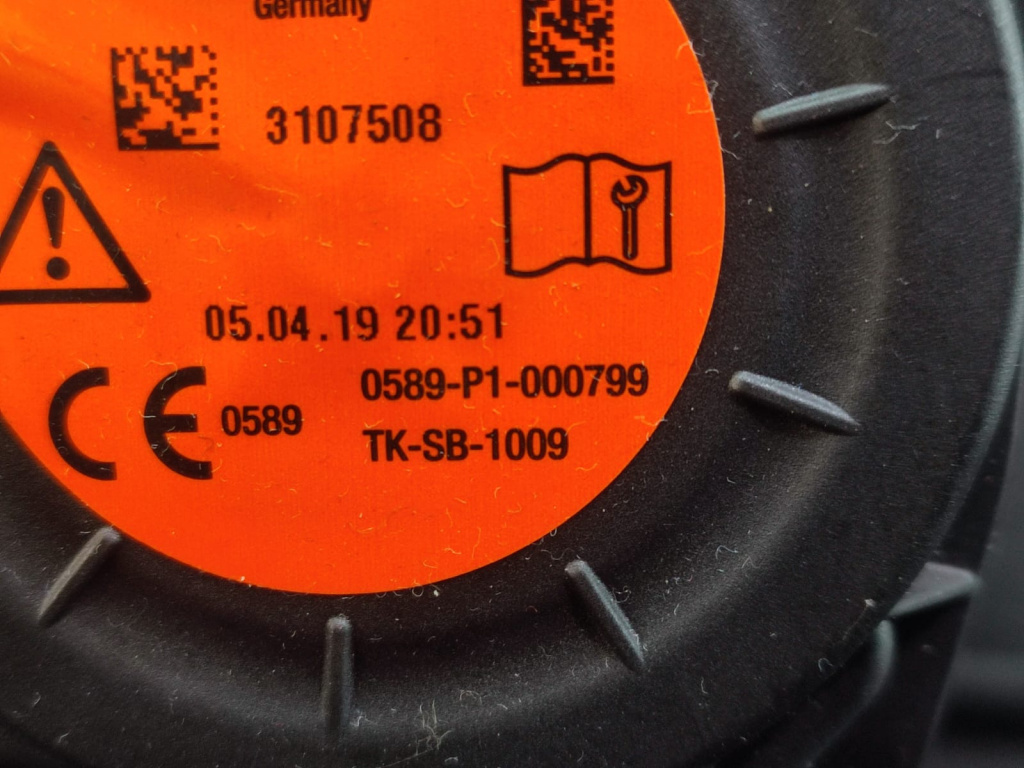 Germany
3107508
05.04.19 20:51
0589-P1-000799
CE 0589
TK-SB-1009